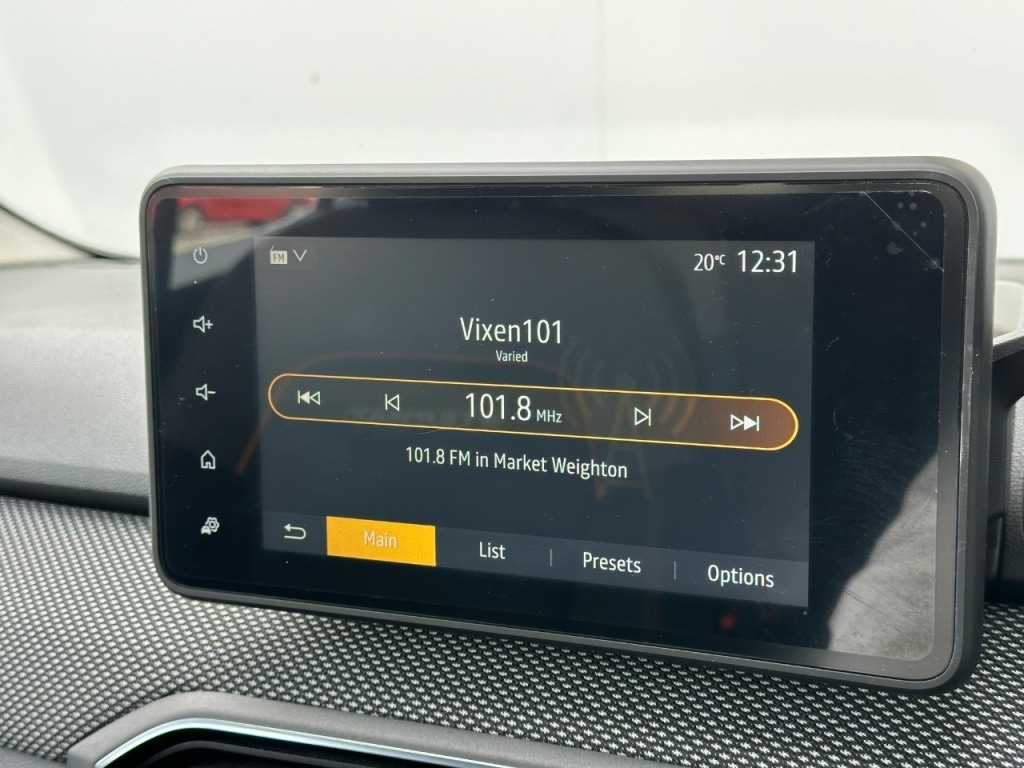 FM
20°C 12:31
Vixen101
Varied
101.8 MHz
101.8 FM in Market Weighton
Main List Presets Options